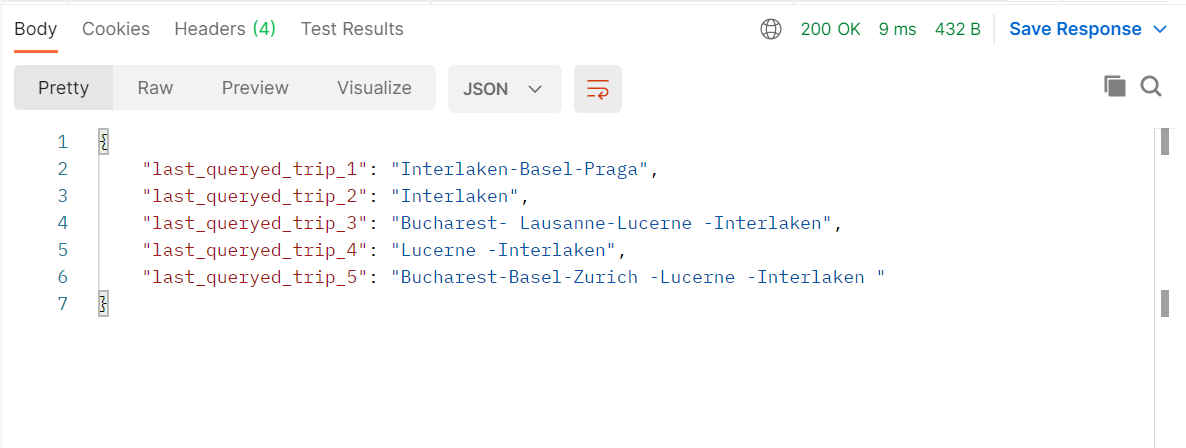 Body Cookies Headers (4) Test Results 200 OK 9 ms 432 B Save Response
Pretty Raw Preview Visualize JSON
1 {
2 "last_queryed_trip_1": "Interlaken-Basel-Praga",
3 "last_queryed_trip_2": "Interlaken",
4 "last_queryed_trip_3": "Bucharest- Lausanne-Lucerne -Interlaken",
5 "last_queryed_trip_4": "Lucerne -Interlaken",
6 "last_queryed_trip_5": "Bucharest-Basel-Zurich -Lucerne -Interlaken "
7 }